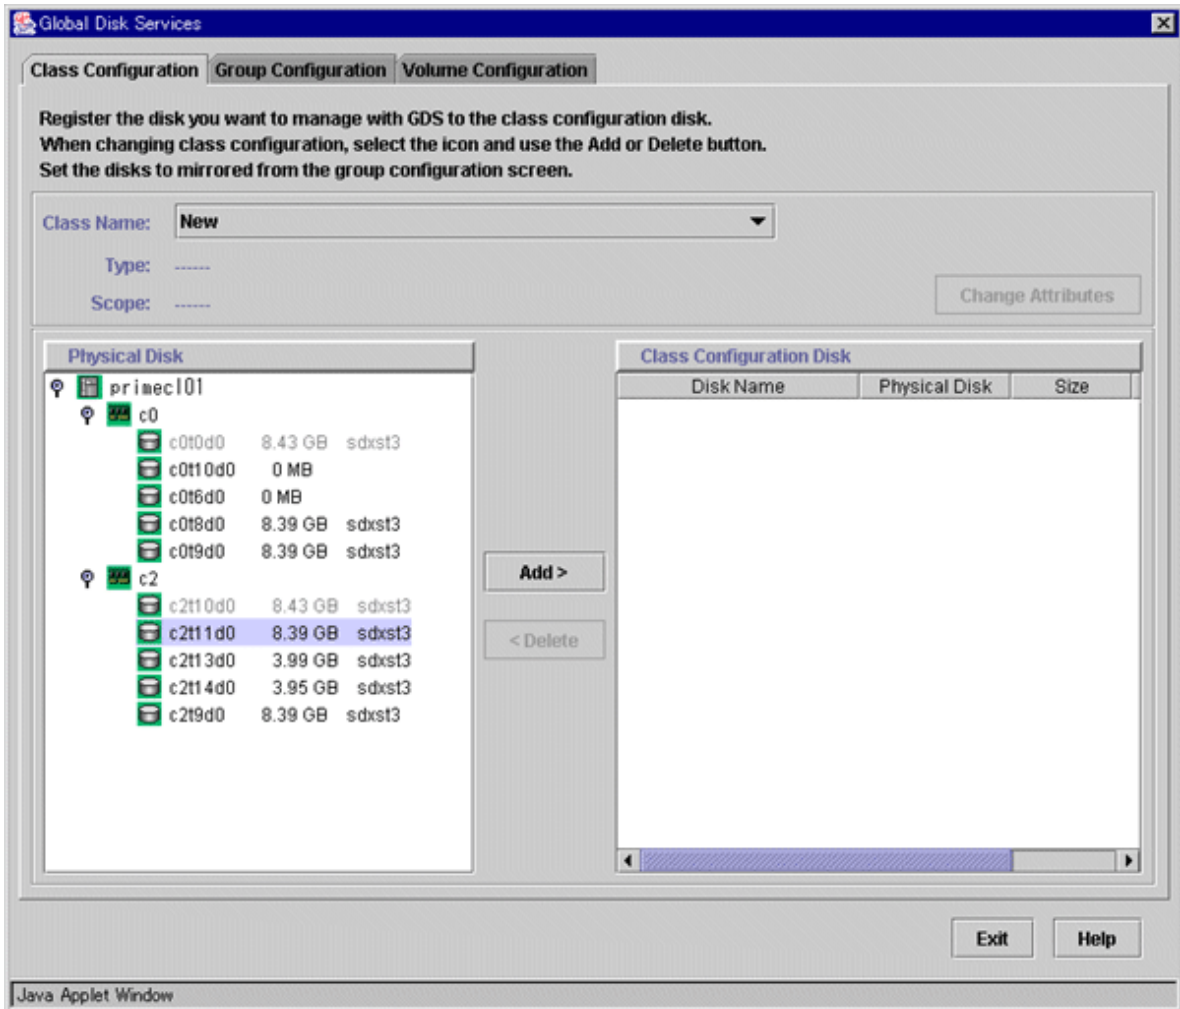 Global Disk Services
Class Configuration Group Configuration Volume Configuration
Register the disk you want to manage with GDS to the class configuration disk.
When changing class configuration, select the icon and use the Add or Delete button.
Set the disks to mirrored from the group configuration screen.
Class Name: New
Type: ------
Scope: ------
Change Attributes
Physical Disk
primecl01
c0
c0t0d0 8.43 GB sdxst3
c0t10d0 0 MB
c0t6d0 0 MB
c0t8d0 8.39 GB sdxst3
c0t9d0 8.39 GB sdxst3
c2
c2t10d0 8.43 GB sdxst3
c2t11d0 8.39 GB sdxst3
c2t13d0 3.99 GB sdxst3
c2t14d0 3.95 GB sdxst3
c2t9d0 8.39 GB sdxst3
Add >
< Delete
Class Configuration Disk
Disk Name Physical Disk Size
Exit Help
Java Applet Window